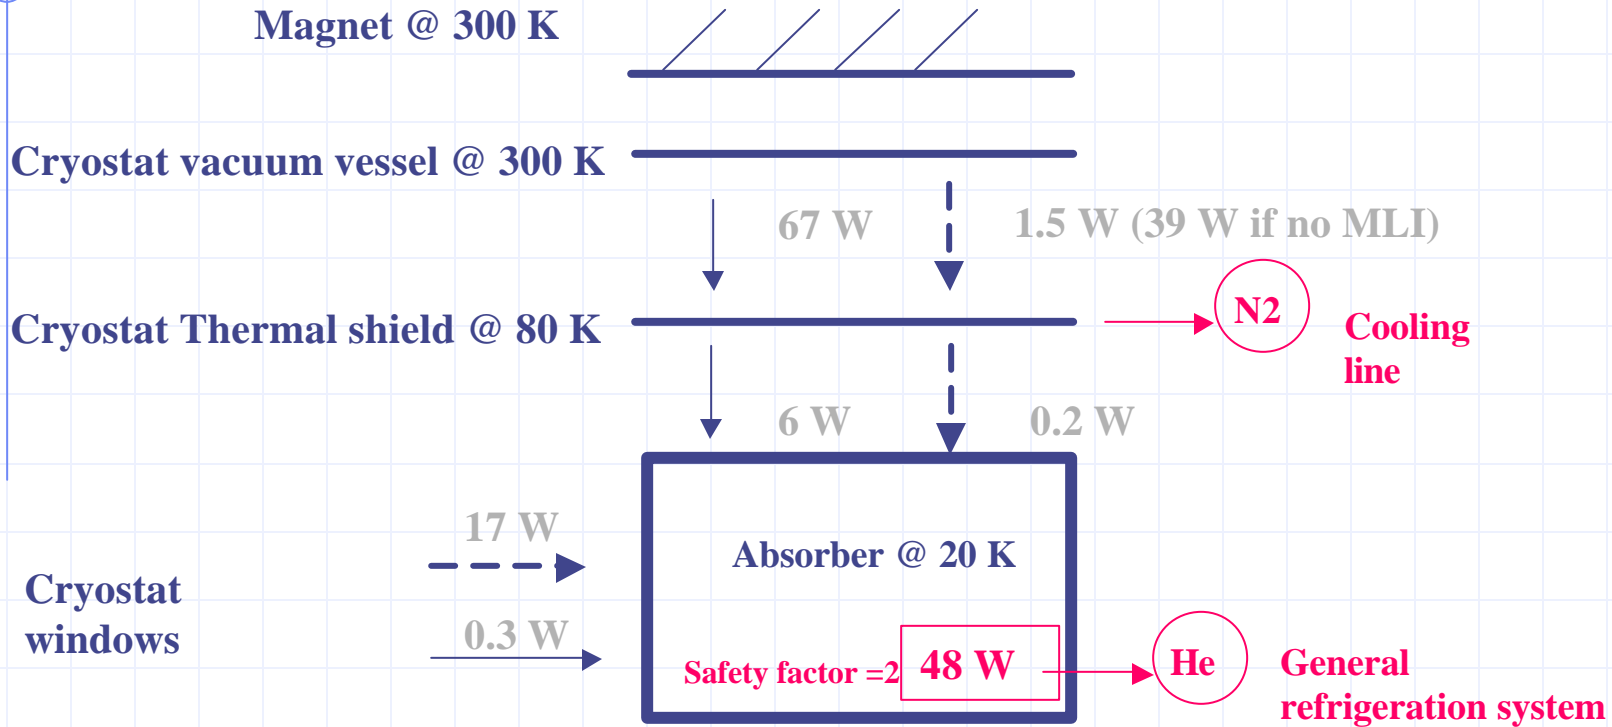 Magnet @ 300 K
Cryostat vacuum vessel @ 300 K
67 W
1.5 W (39 W if no MLI)
Cryostat Thermal shield @ 80 K
N2
Cooling
line
6 W
0.2 W
17 W
Absorber @ 20 K
Cryostat
windows
0.3 W
Safety factor =2
48 W
He
General
refrigeration system